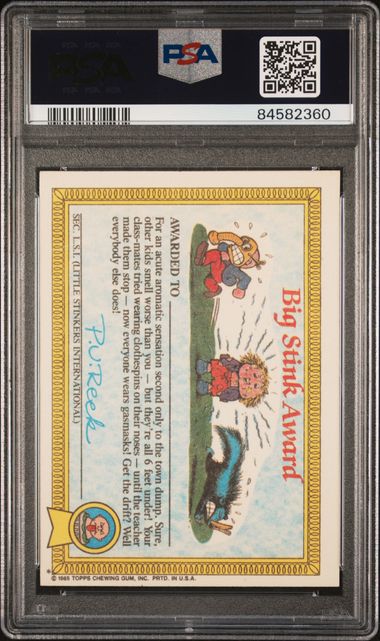 PSA
PSA
84582360
Big Stink Award
AWARDED TO
For an acute aromatic sensation second only to the town dump. Sure,
other kids smell worse than you — but they're all 6 feet under! Your
class-mates tried wearing clothespins on their noses — until the teacher
made them stop — now everyone wears gasmasks! Get the drift? Well
everybody else does!
P.U. Reek
SEC. L.S.I. (LITTLE STINKERS INTERNATIONAL)
* © 1985 TOPPS CHEWING GUM, INC. PRTD. IN U.S.A.